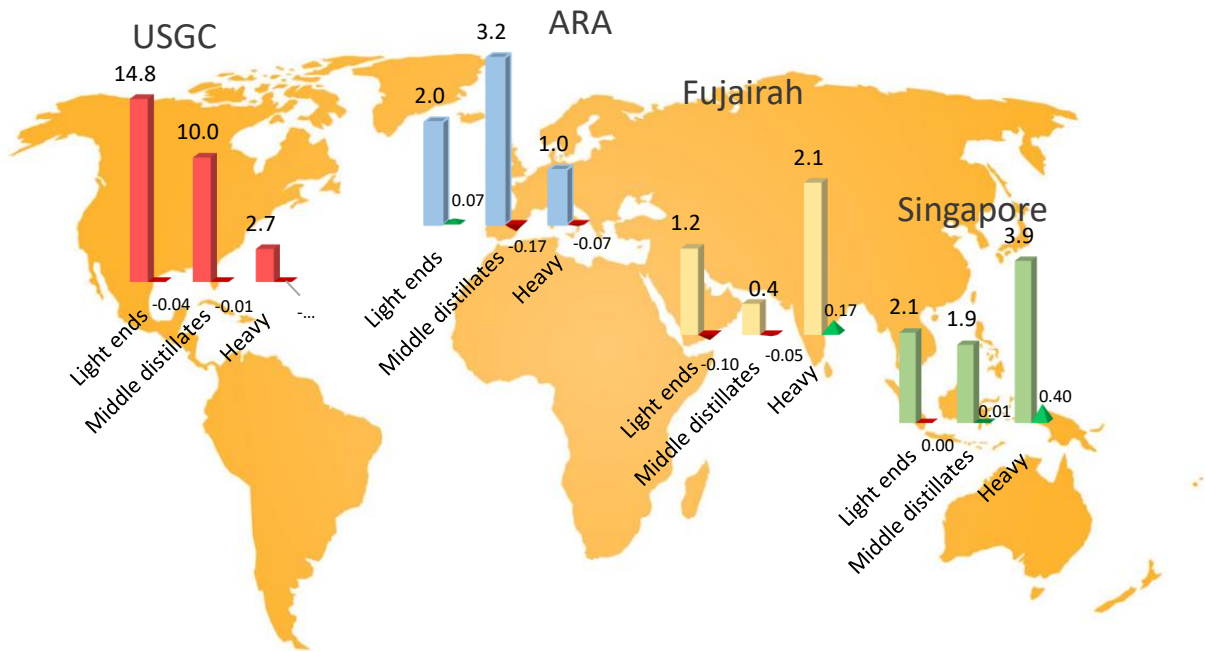 USGC
14.8
10.0
2.7
-0.04
-0.01
-...
Light ends
Middle distillates
Heavy
ARA
2.0
3.2
1.0
0.07
-0.17
-0.07
Light ends
Middle distillates
Heavy
Fujairah
1.2
0.4
2.1
-0.10
-0.05
0.17
Light ends
Middle distillates
Heavy
Singapore
2.1
1.9
3.9
0.00
0.01
0.40
Light ends
Middle distillates
Heavy